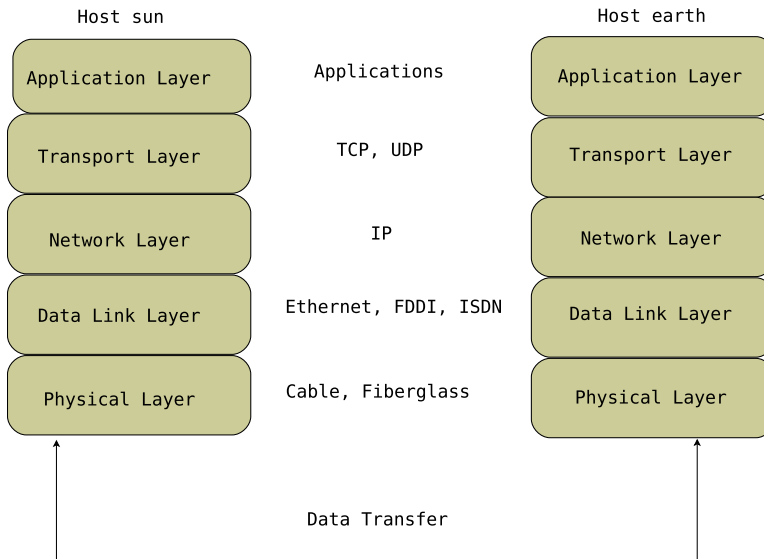 Host sun
Host earth
Application Layer
Applications
Application Layer
Transport Layer
TCP, UDP
Transport Layer
Network Layer
IP
Network Layer
Data Link Layer
Ethernet, FDDI, ISDN
Data Link Layer
Physical Layer
Cable, Fiberglass
Physical Layer
Data Transfer